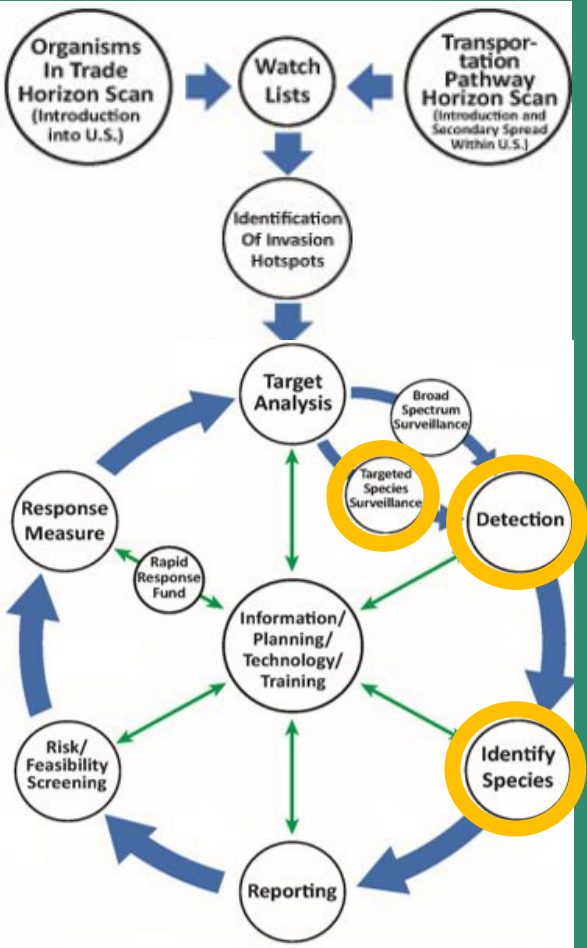 Organisms
In Trade
Horizon Scan
(Introduction
into U.S.)
Watch
Lists
Transpor-
tation
Pathway
Horizon Scan
(Introduction and
Secondary Spread
Within U.S.)
Identification
Of Invasion
Hotspots
Target
Analysis
Broad
Spectrum
Surveillance
Targeted
Species
Surveillance
Detection
Response
Measure
Rapid
Response
Fund
Information/
Planning/
Technology/
Training
Risk/
Feasibility
Screening
Identify
Species
Reporting